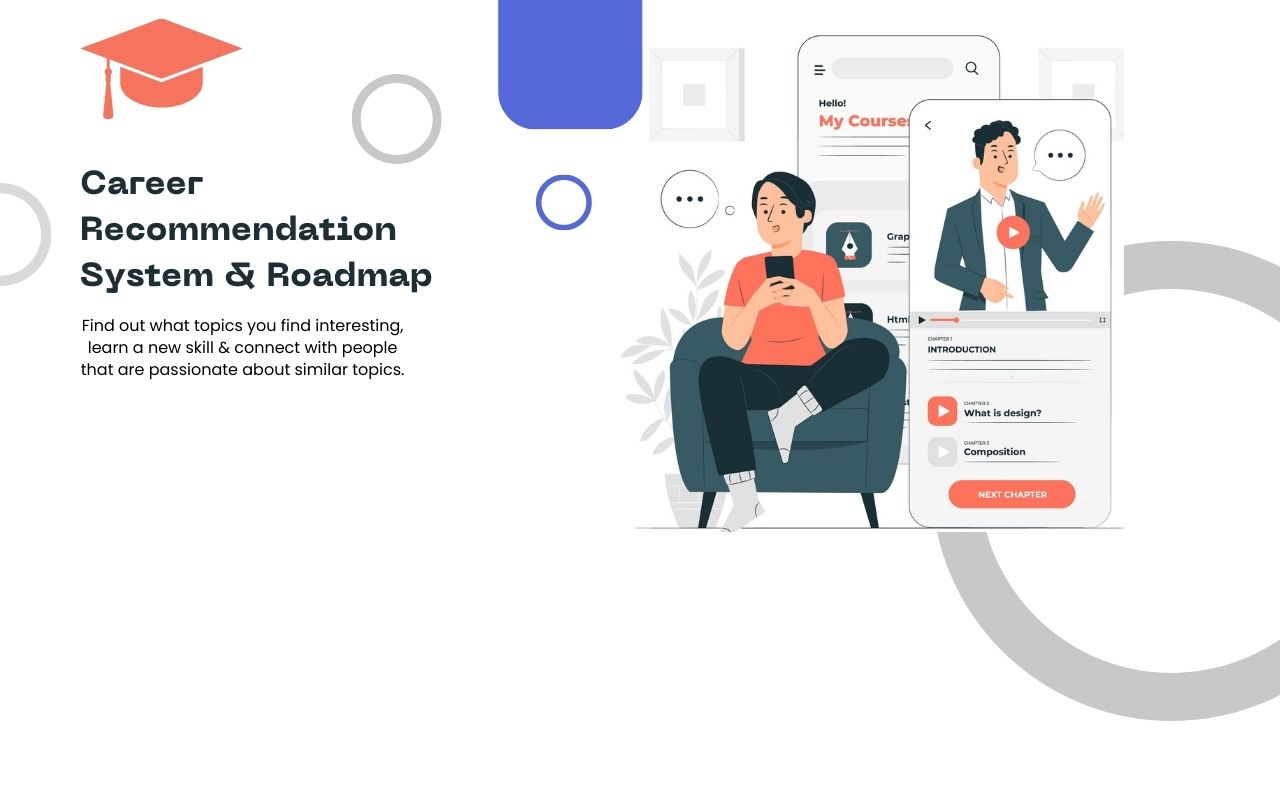 Career
Recommendation
System & Roadmap
Find out what topics you find interesting,
learn a new skill & connect with people
that are passionate about similar topics.
Hello!
My Courses
Grap
Html
CHAPTER 1
INTRODUCTION
CHAPTER 2
What is design?
CHAPTER 3
Composition
NEXT CHAPTER